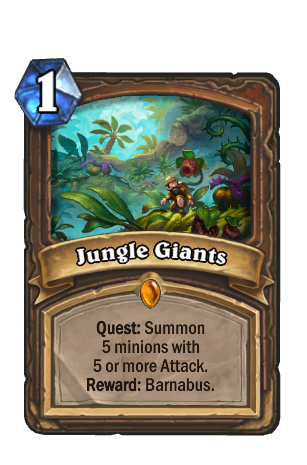 1
Jungle Giants
Quest: Summon
5 minions with
5 or more Attack.
Reward: Barnabus.